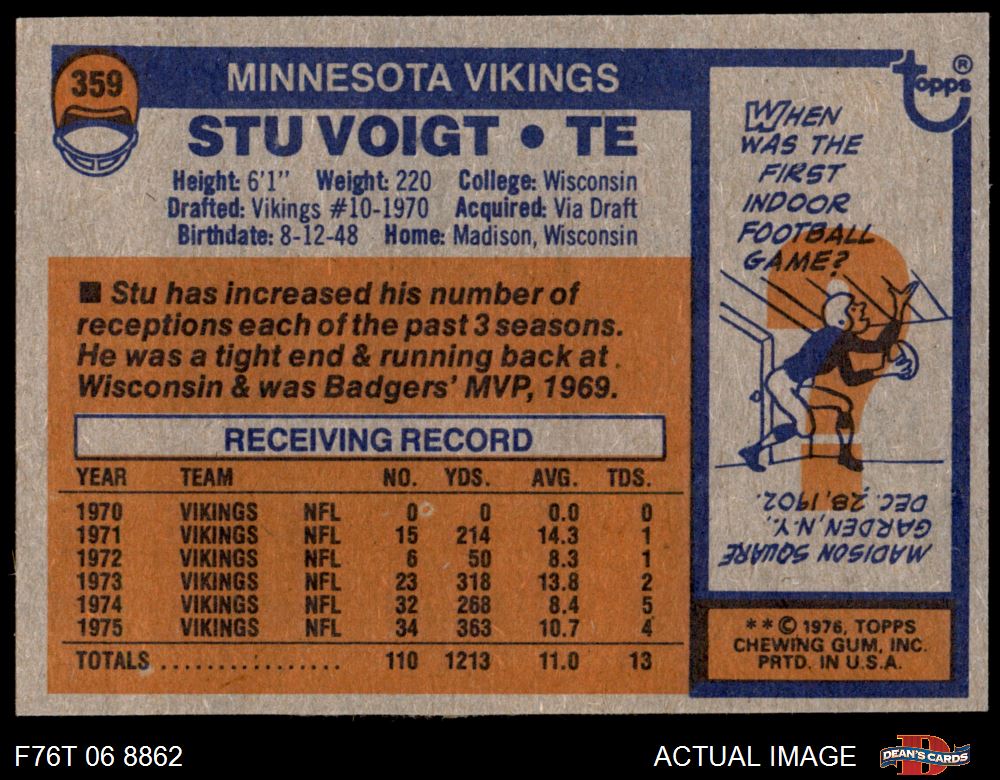 359
MINNESOTA VIKINGS
STU VOIGT • TE
Height: 6'1" Weight: 220 College: Wisconsin
Drafted: Vikings #10-1970 Acquired: Via Draft
Birthdate: 8-12-48 Home: Madison, Wisconsin
■ Stu has increased his number of
receptions each of the past 3 seasons.
He was a tight end & running back at
Wisconsin & was Badgers' MVP, 1969.
RECEIVING RECORD
YEAR TEAM NO. YDS. AVG. TDS.
1970 VIKINGS NFL 0 0 0.0 0
1971 VIKINGS NFL 15 214 14.3 1
1972 VIKINGS NFL 6 50 8.3 1
1973 VIKINGS NFL 23 318 13.8 2
1974 VIKINGS NFL 32 268 8.4 5
1975 VIKINGS NFL 34 363 10.7 4
TOTALS .................. 110 1213 11.0 13
topps®
WHEN
WAS THE
FIRST
INDOOR
FOOTBALL
GAME?
MADISON SQUARE
GARDEN, N.Y.,
DEC. 28, 1902.
**© 1976, TOPPS
CHEWING GUM, INC.
PRTD. IN U.S.A.
F76T 06 8862
ACTUAL IMAGE
DEAN'S CARDS